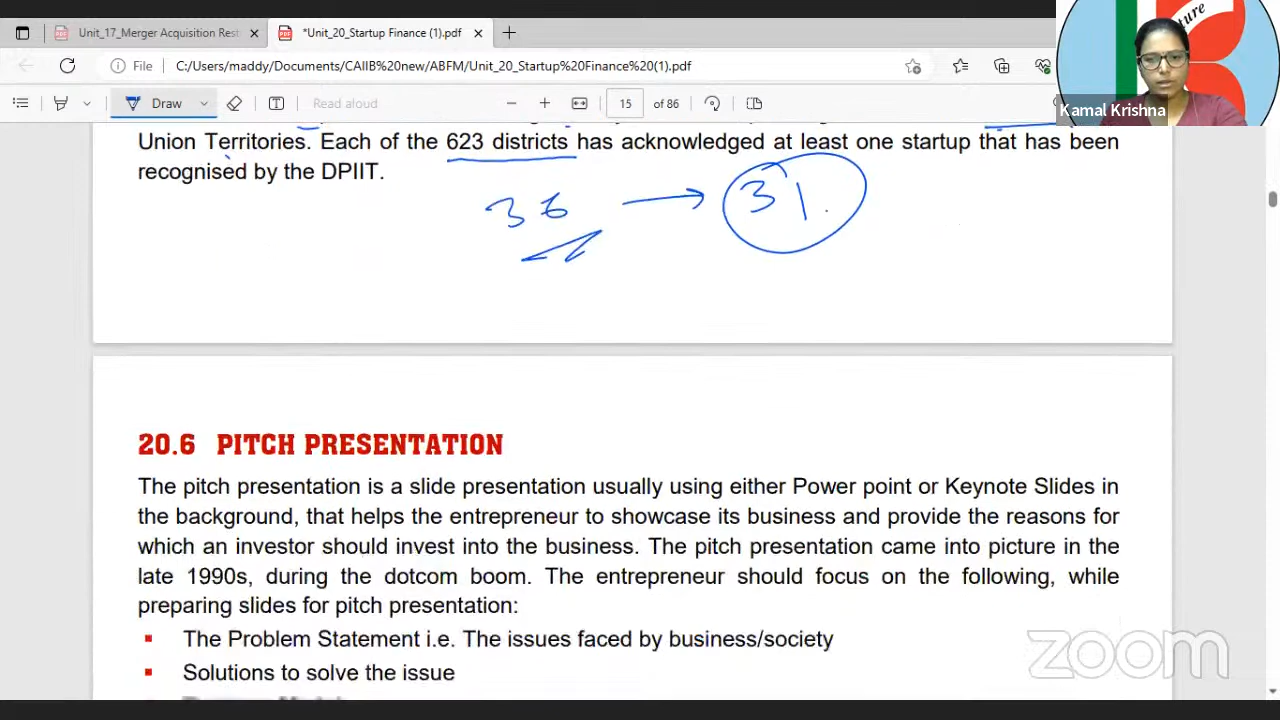 Unit_17_Merger Acquisition Rest
*Unit_20_Startup Finance (1).pdf
File
C:/Users/maddy/Documents/CAIIB%20new/ABFM/Unit_20_Startup%20Finance%20(1).pdf
Draw
Read aloud
15 of 86
Kamal Krishna
Union Territories. Each of the 623 districts has acknowledged at least one startup that has been
recognised by the DPIIT.
36 → 31
20.6 PITCH PRESENTATION
The pitch presentation is a slide presentation usually using either Power point or Keynote Slides in
the background, that helps the entrepreneur to showcase its business and provide the reasons for
which an investor should invest into the business. The pitch presentation came into picture in the
late 1990s, during the dotcom boom. The entrepreneur should focus on the following, while
preparing slides for pitch presentation:
▪ The Problem Statement i.e. The issues faced by business/society
▪ Solutions to solve the issue
zoom